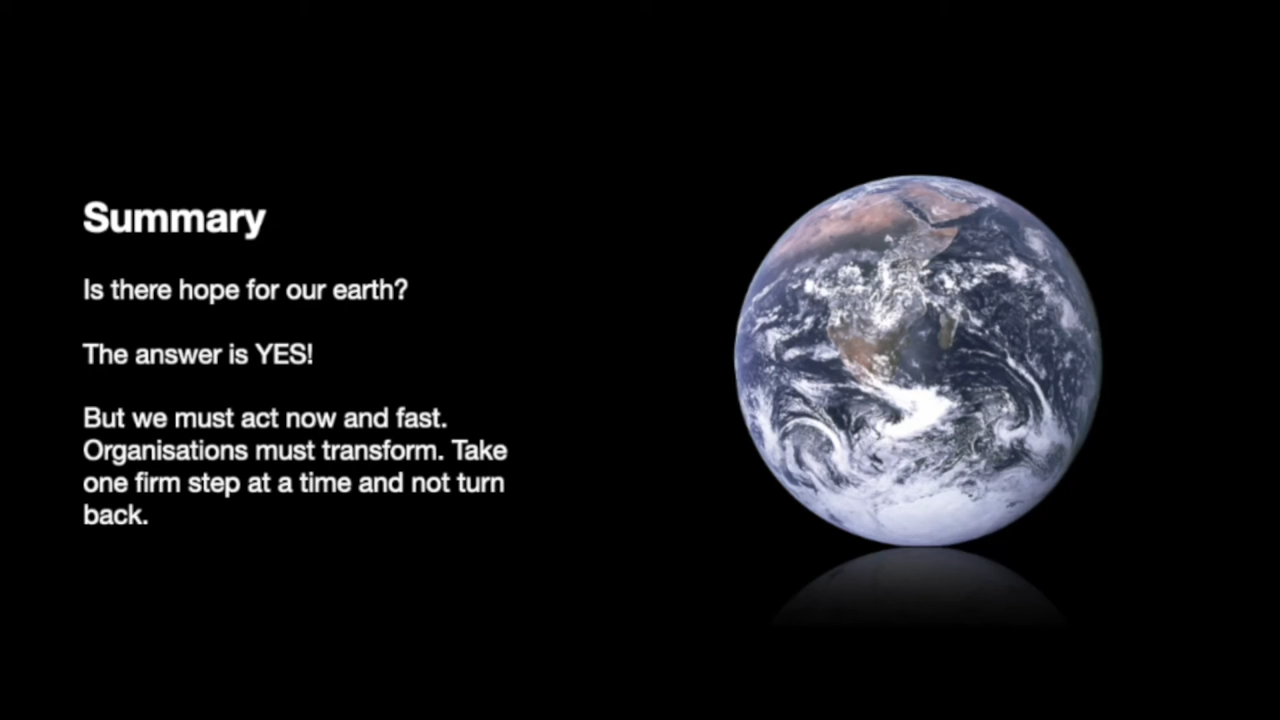 Summary
Is there hope for our earth?
The answer is YES!
But we must act now and fast.
Organisations must transform. Take
one firm step at a time and not turn
back.